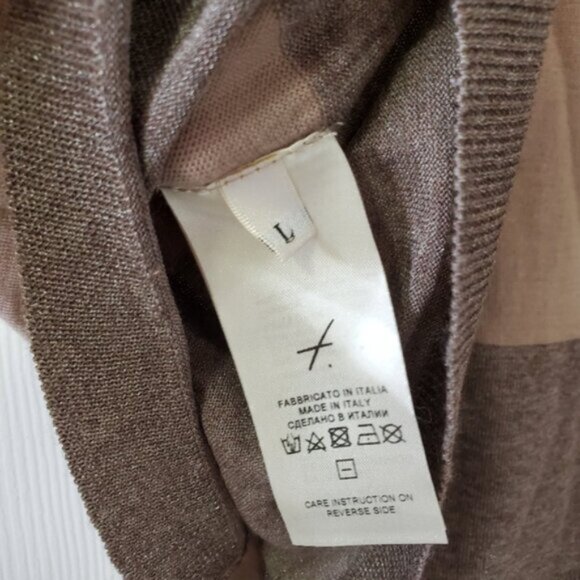 L
f.
FABBRICATO IN ITALIA
MADE IN ITALY
СДЕЛАНО В ИТАЛИИ
CARE INSTRUCTION ON
REVERSE SIDE